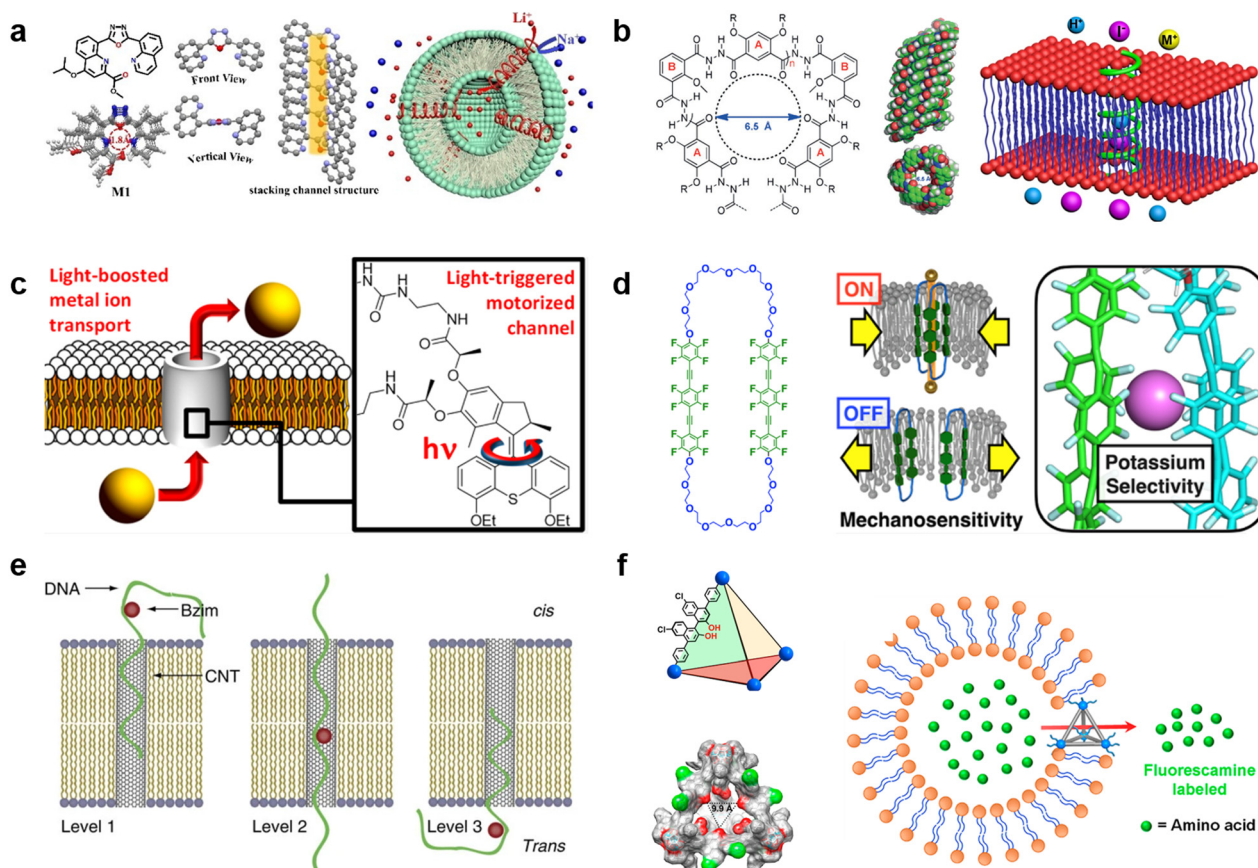 a
N-N
O
N
N
O
O
O
Front View
Vertical View
1.8Å
M1
stacking channel structure
Li⁺
Na⁺
b
R
R
O
O
A
B
B
H
N-N
H
O
n
6.5 Å
A
A
R
R
H⁺
I⁻
M⁺
c
Light-boosted
metal ion
transport
Light-triggered
motorized
channel
hν
S
OEt
OEt
d
O
F
ON
OFF
Mechanosensitivity
Potassium
Selectivity
e
DNA
Bzim
CNT
cis
Level 1
Level 2
Level 3
Trans
f
Cl
Cl
OH
OH
9.9 Å
Fluorescamine
labeled
= Amino acid